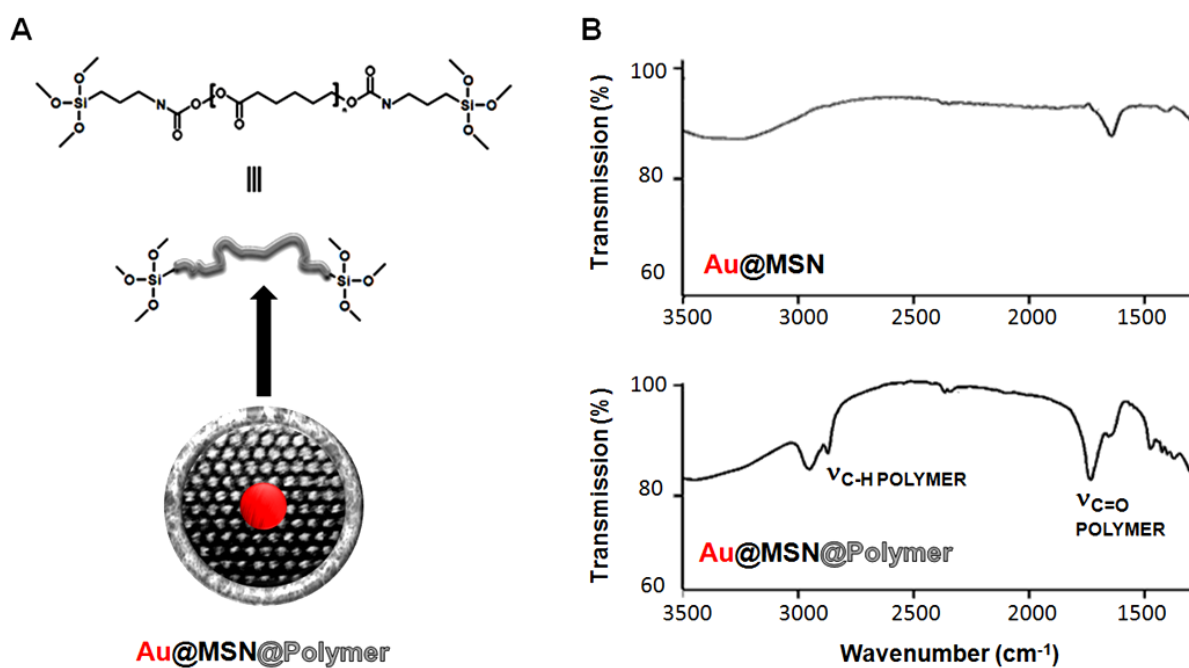 A
O
O
Si
O
N
O
O
O
O
n
O
O
N
O
O
Si
O
O
O
Si
O
O
O
Si
O
Au@MSN@Polymer
B
Transmission (%)
100
80
60
Au@MSN
3500 3000 2500 2000 1500
Transmission (%)
100
80
60
νC-H POLYMER
νC=O
POLYMER
Au@MSN@Polymer
3500 3000 2500 2000 1500
Wavenumber (cm-1)